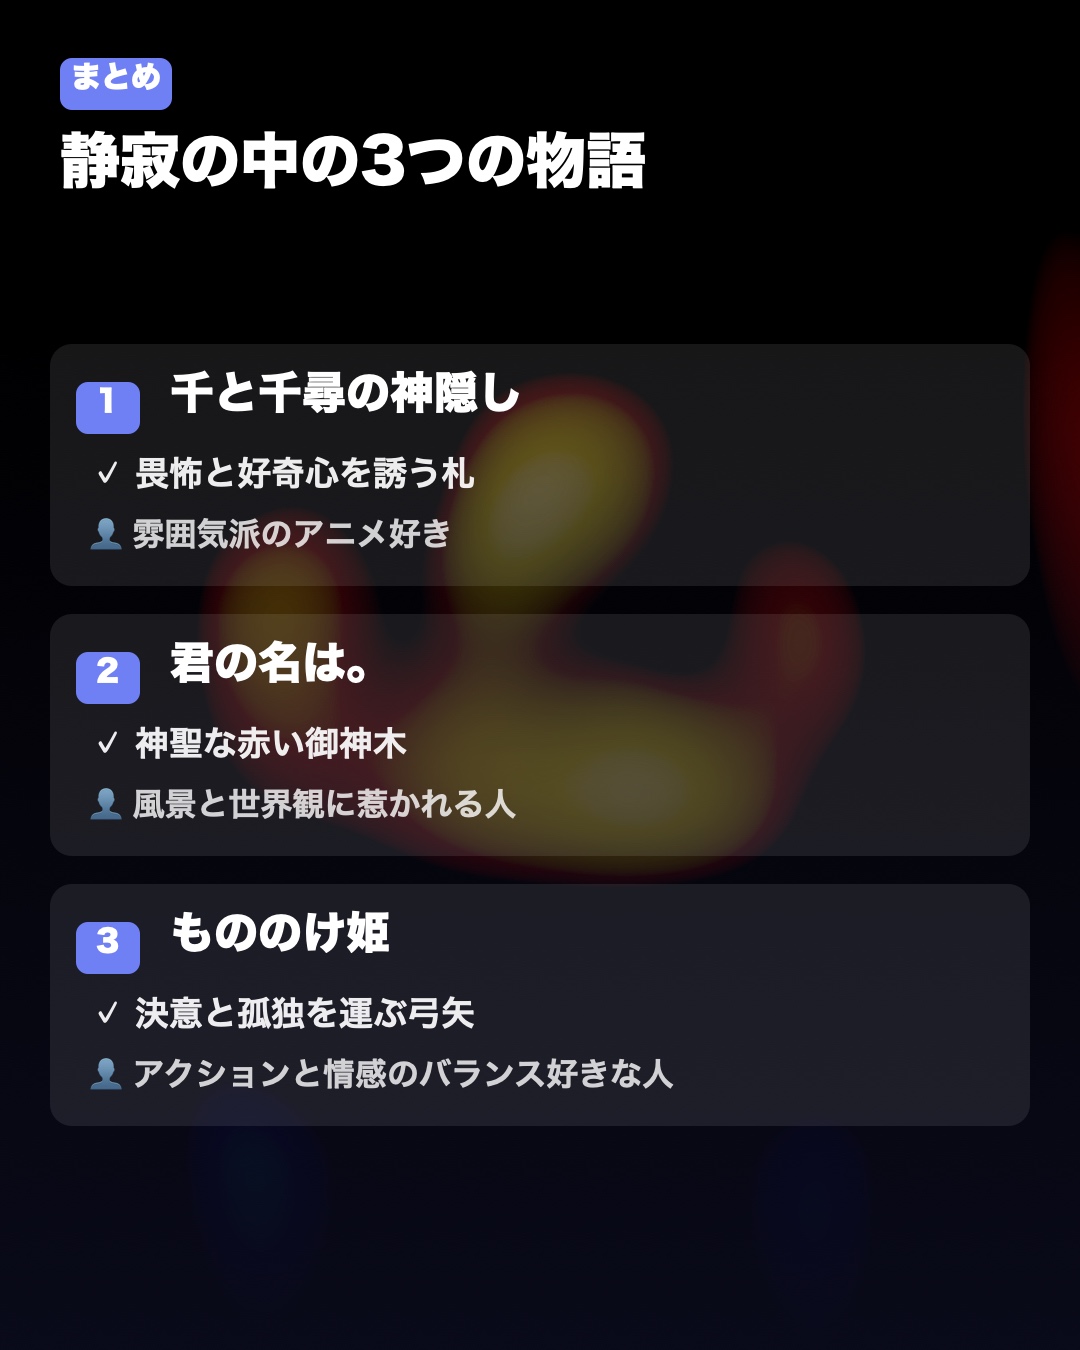 まとめ
静寂の中の3つの物語
1 千と千尋の神隠し
✓ 畏怖と好奇心を誘う札
👤 雰囲気派のアニメ好き
2 君の名は。
✓ 神聖な赤い御神木
👤 風景と世界観に惹かれる人
3 もののけ姫
✓ 決意と孤独を運ぶ弓矢
👤 アクションと情感のバランス好きな人